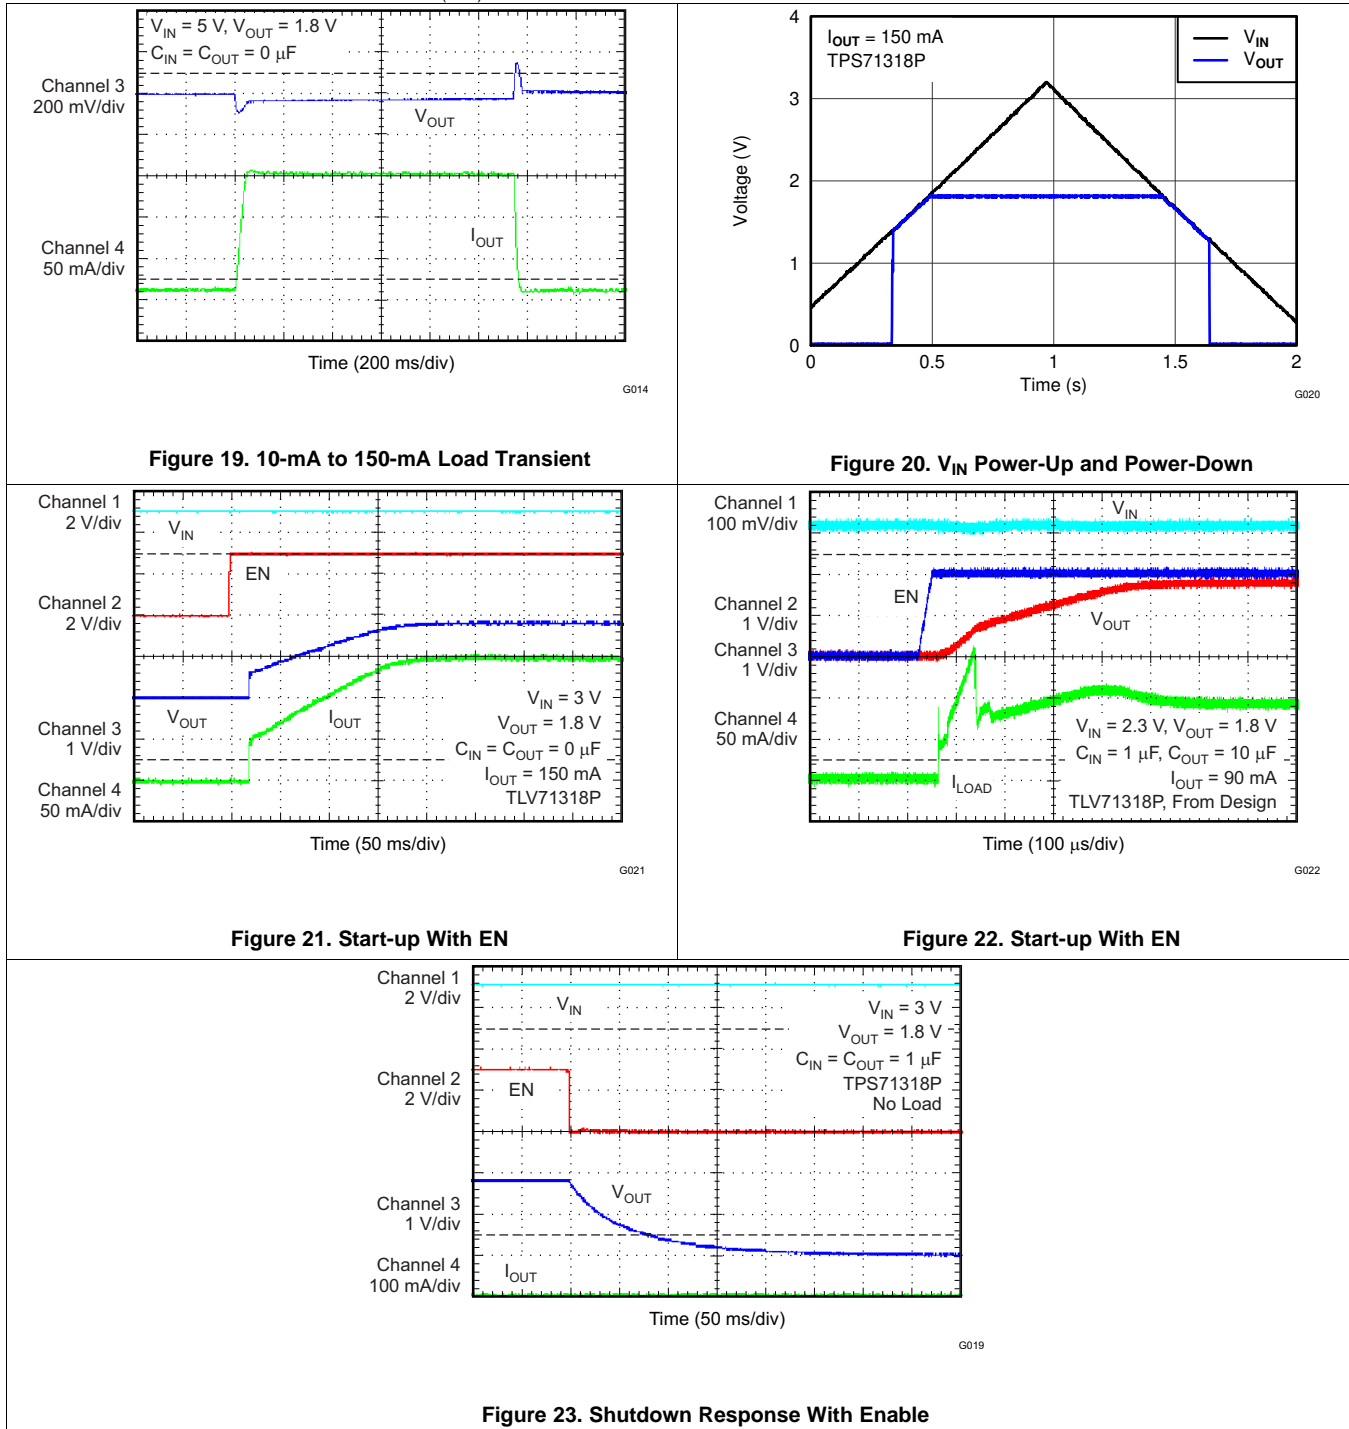 V_IN = 5 V, V_OUT = 1.8 V
C_IN = C_OUT = 0 μF
Channel 3
200 mV/div
V_OUT
Channel 4
50 mA/div
I_OUT
Time (200 ms/div)
G014
Figure 19. 10-mA to 150-mA Load Transient
I_OUT = 150 mA
TPS71318P
V_IN
V_OUT
4
3
2
1
0
Voltage (V)
0 0.5 1 1.5 2
Time (s)
G020
Figure 20. V_IN Power-Up and Power-Down
Channel 1
2 V/div
V_IN
EN
Channel 2
2 V/div
V_OUT
I_OUT
Channel 3
1 V/div
Channel 4
50 mA/div
V_IN = 3 V
V_OUT = 1.8 V
C_IN = C_OUT = 0 μF
I_OUT = 150 mA
TLV71318P
Time (50 ms/div)
G021
Figure 21. Start-up With EN
Channel 1
100 mV/div
V_IN
EN
Channel 2
1 V/div
V_OUT
Channel 3
1 V/div
Channel 4
50 mA/div
V_IN = 2.3 V, V_OUT = 1.8 V
C_IN = 1 μF, C_OUT = 10 μF
I_OUT = 90 mA
I_LOAD
TLV71318P, From Design
Time (100 μs/div)
G022
Figure 22. Start-up With EN
Channel 1
2 V/div
V_IN
V_IN = 3 V
V_OUT = 1.8 V
C_IN = C_OUT = 1 μF
TPS71318P
No Load
Channel 2
2 V/div
EN
V_OUT
Channel 3
1 V/div
Channel 4
100 mA/div
I_OUT
Time (50 ms/div)
G019
Figure 23. Shutdown Response With Enable